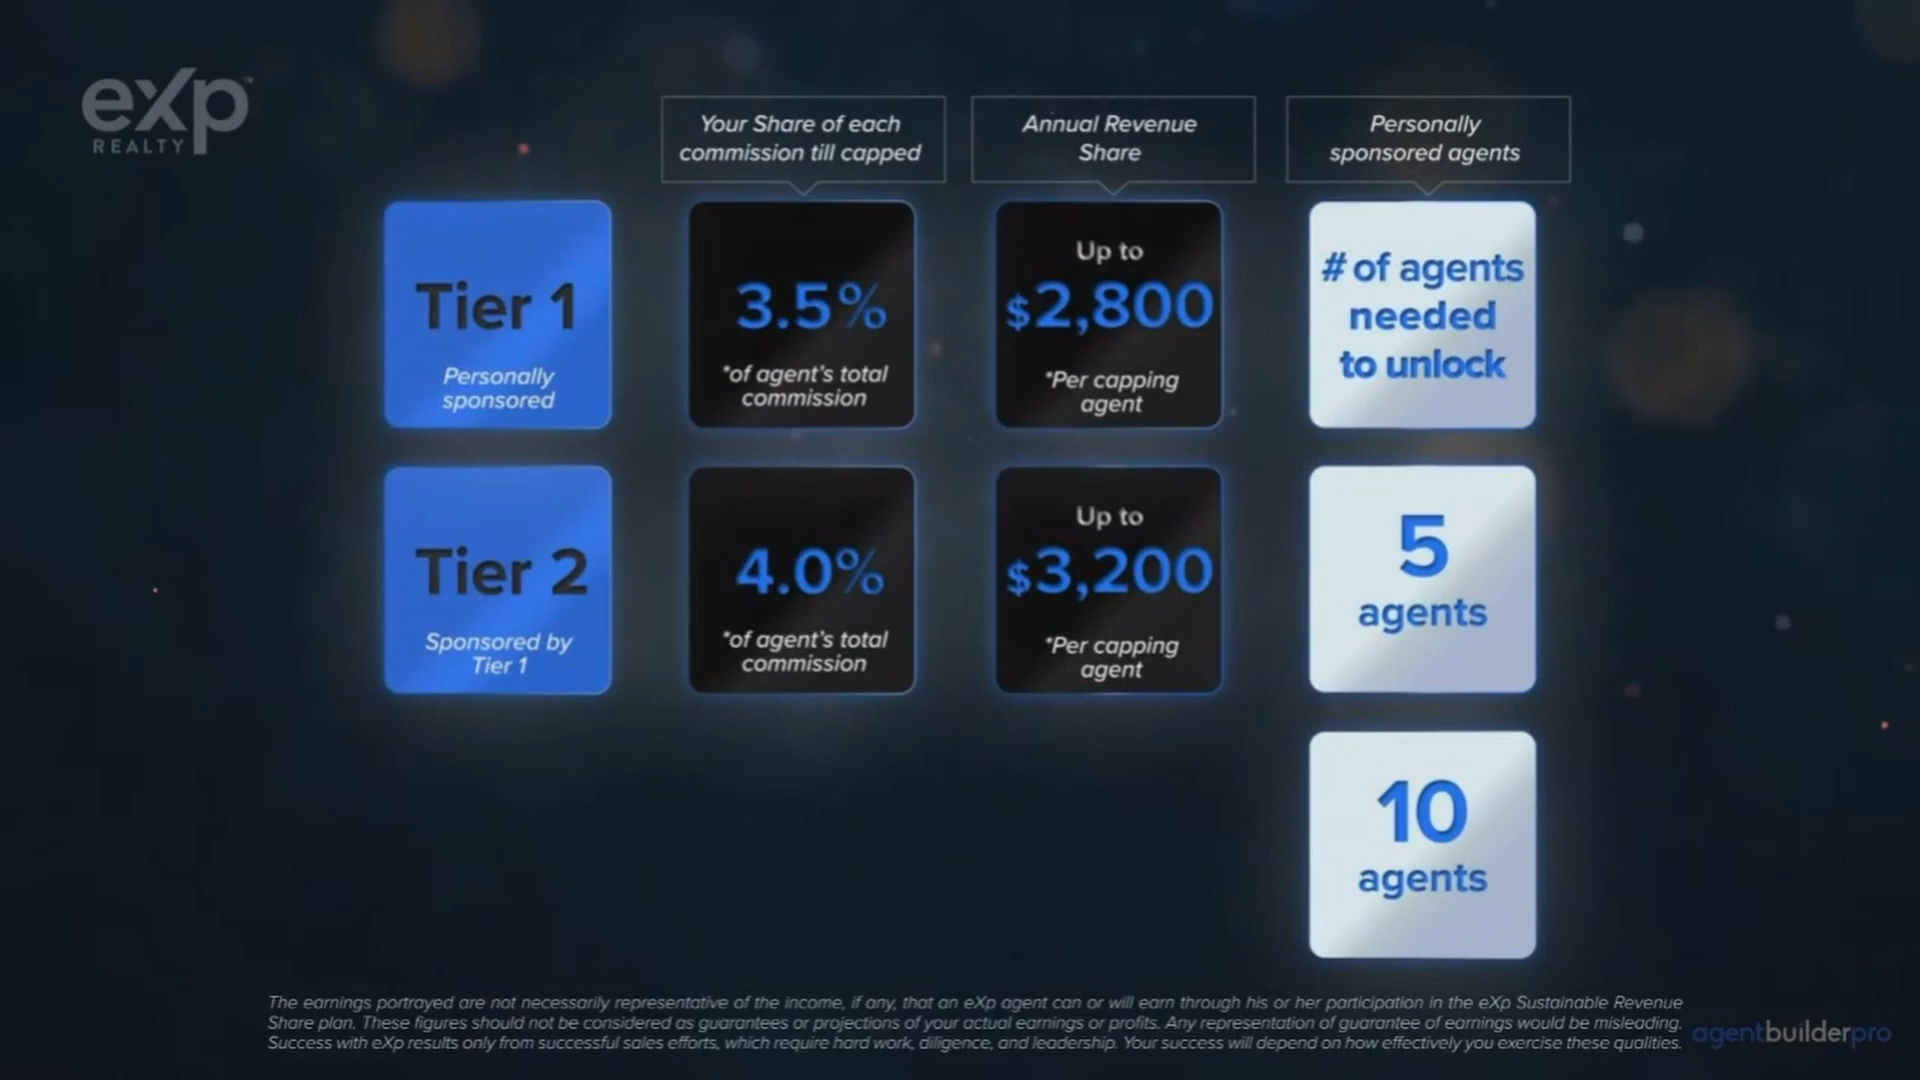 eXp™
REALTY
Your Share of each
commission till capped
Annual Revenue
Share
Personally
sponsored agents
Tier 1
Personally
sponsored
3.5%
*of agent's total
commission
Up to
$2,800
*Per capping
agent
# of agents
needed
to unlock
Tier 2
Sponsored by
Tier 1
4.0%
*of agent's total
commission
Up to
$3,200
*Per capping
agent
5
agents
10
agents
The earnings portrayed are not necessarily representative of the income, if any, that an eXp agent can or will earn through his or her participation in the eXp Sustainable Revenue
Share plan. These figures should not be considered as guarantees or projections of your actual earnings or profits. Any representation of guarantee of earnings would be misleading.
Success with eXp results only from successful sales efforts, which require hard work, diligence, and leadership. Your success will depend on how effectively you exercise these qualities.
agentbuilderpro